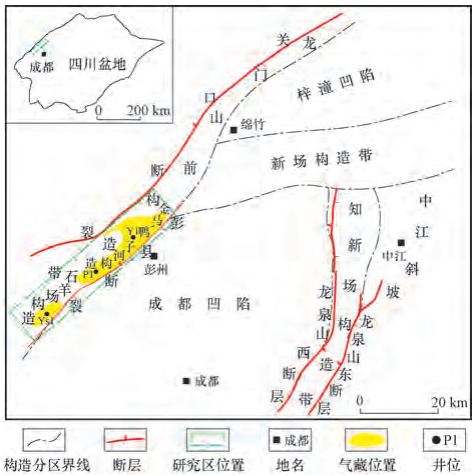 四川盆地
成都
0 200 km
关口断裂
龙门山前构造带
梓潼凹陷
绵竹
新场构造带
金马
鸭子河构造
Y1
彭县断裂
P1
彭州
石羊场构造
Ys1
成都凹陷
成都
知新场构造带
龙泉山西断层
龙泉山东断层
中江斜坡
中江
0 20 km
成都
P1
构造分区界线
断层
研究区位置
地名
气藏位置
井位